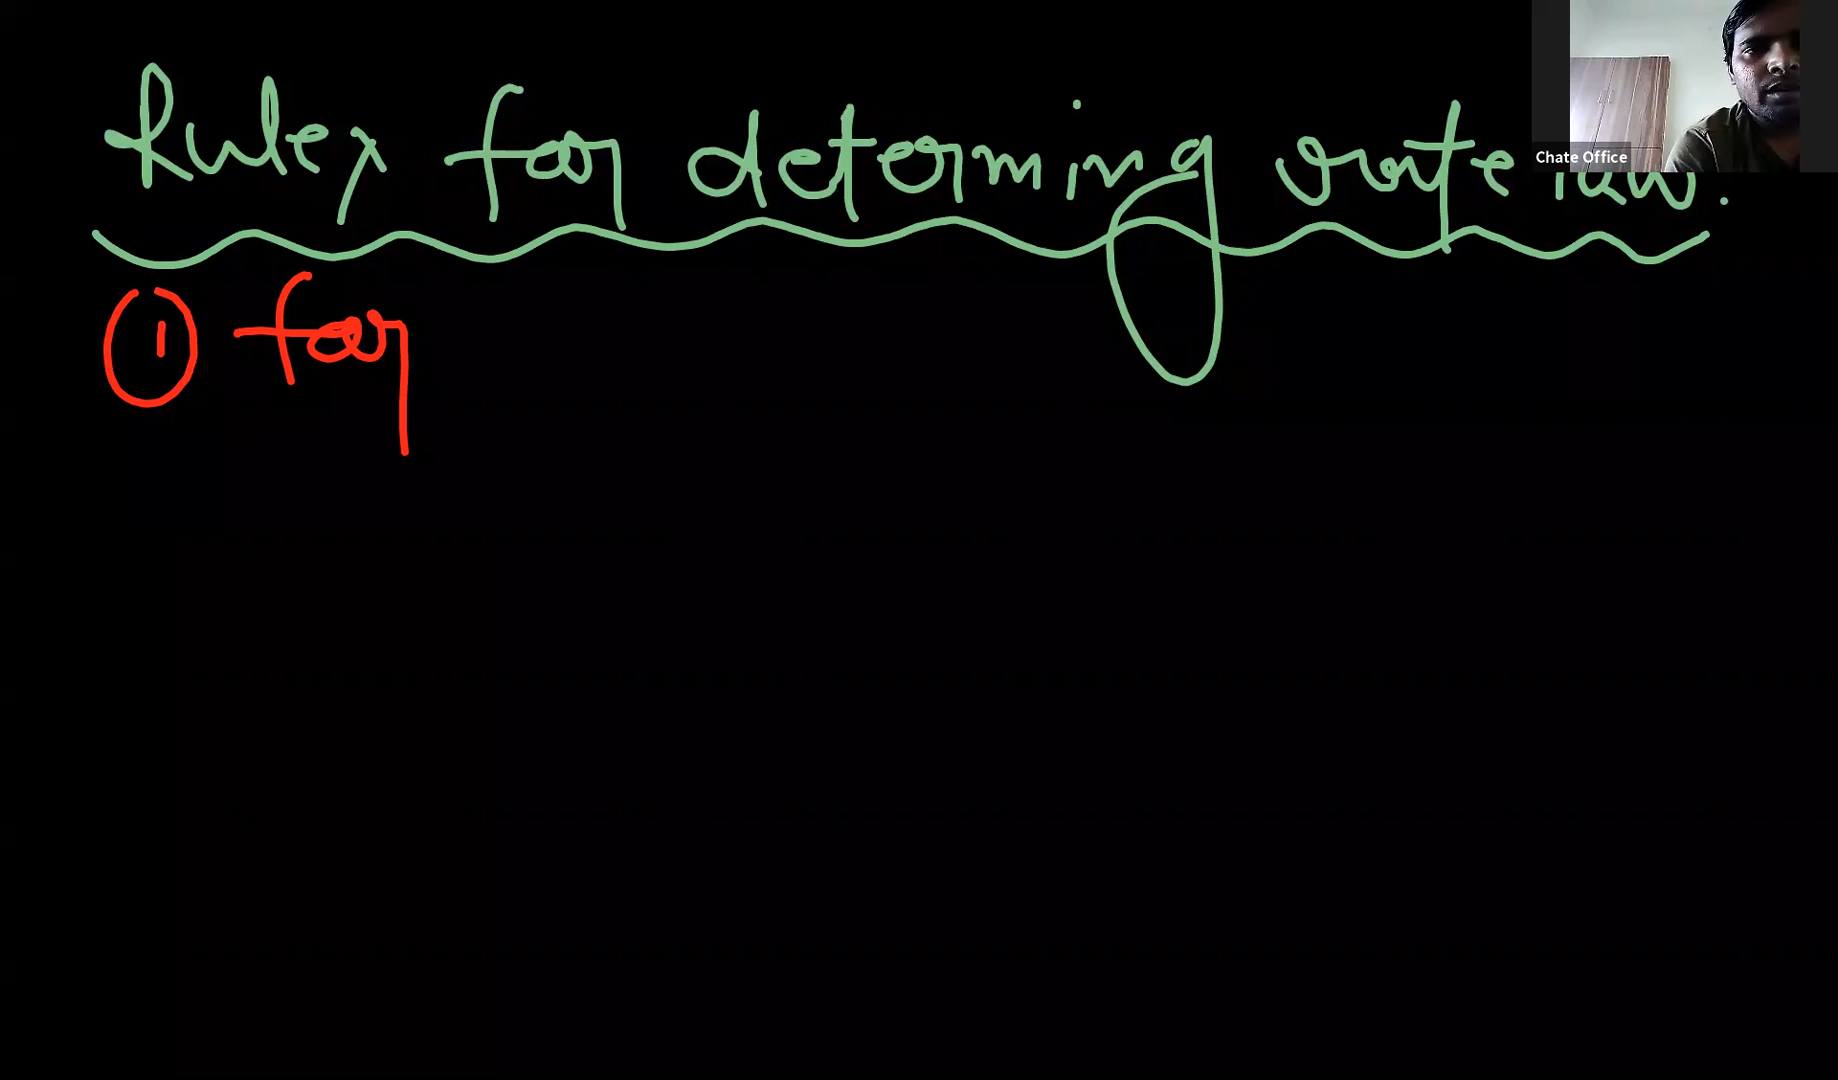 Rules for determing rate law.
Chate Office
① for